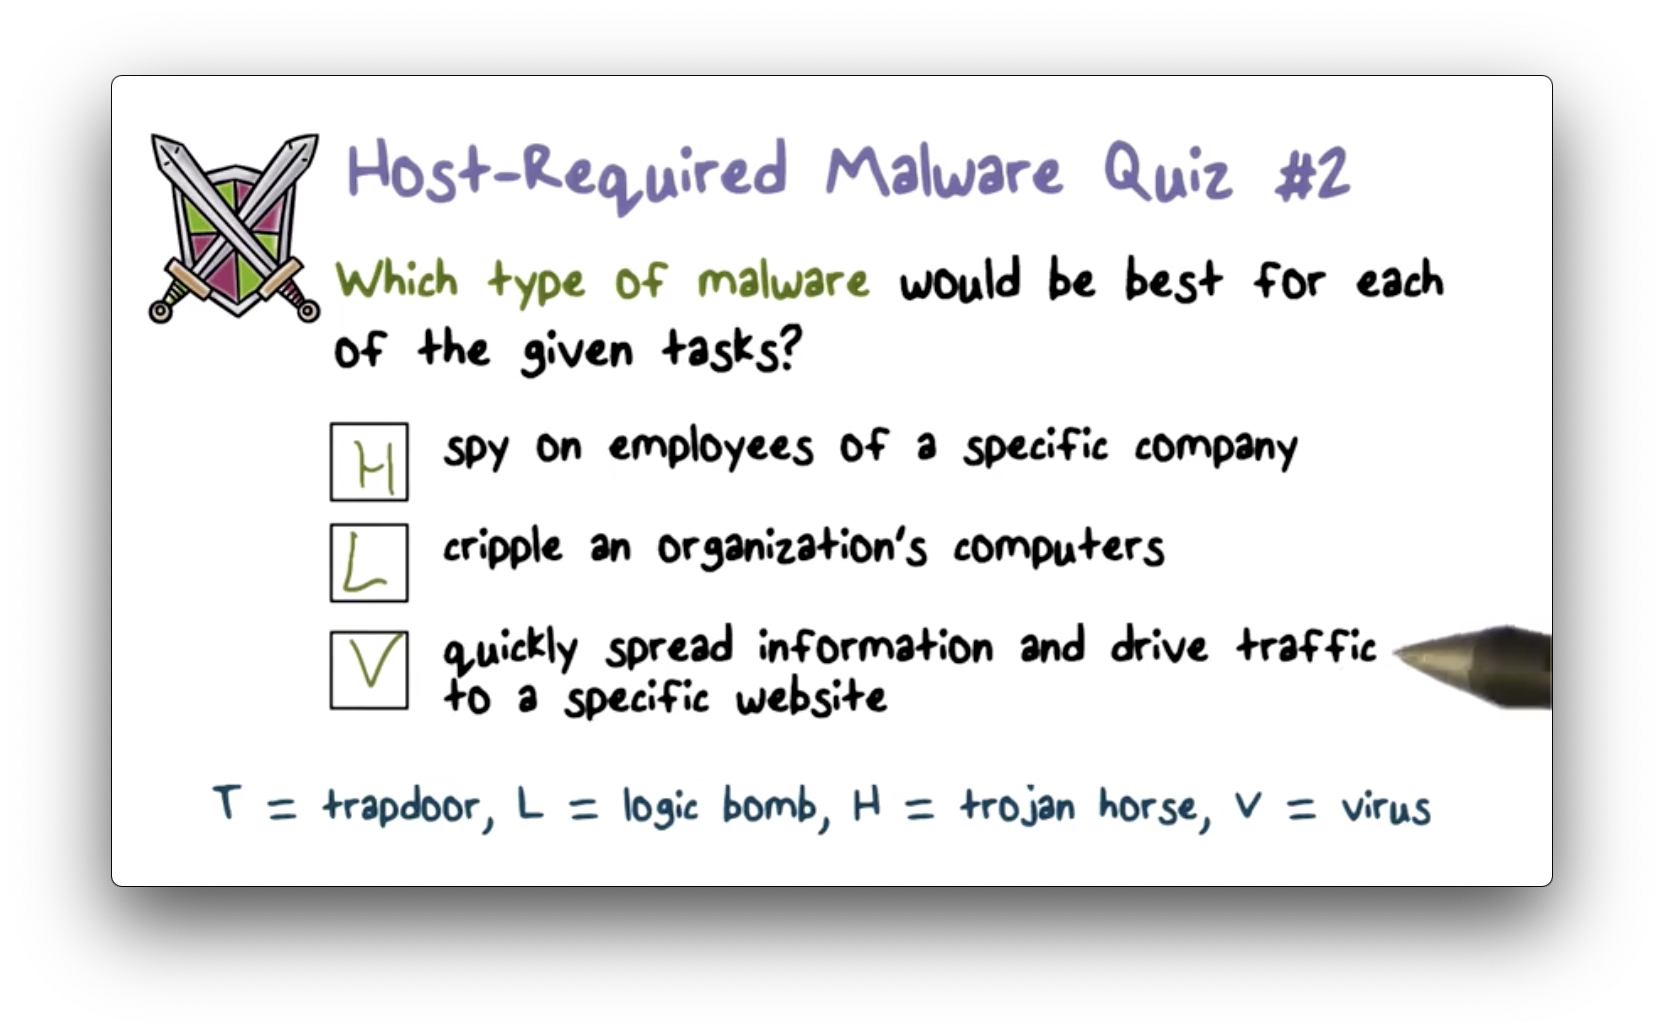 Host-Required Malware Quiz #2
Which type of malware would be best for each
of the given tasks?
H spy on employees of a specific company
L cripple an organization's computers
V quickly spread information and drive traffic
to a specific website
T = trapdoor, L = logic bomb, H = trojan horse, V = virus